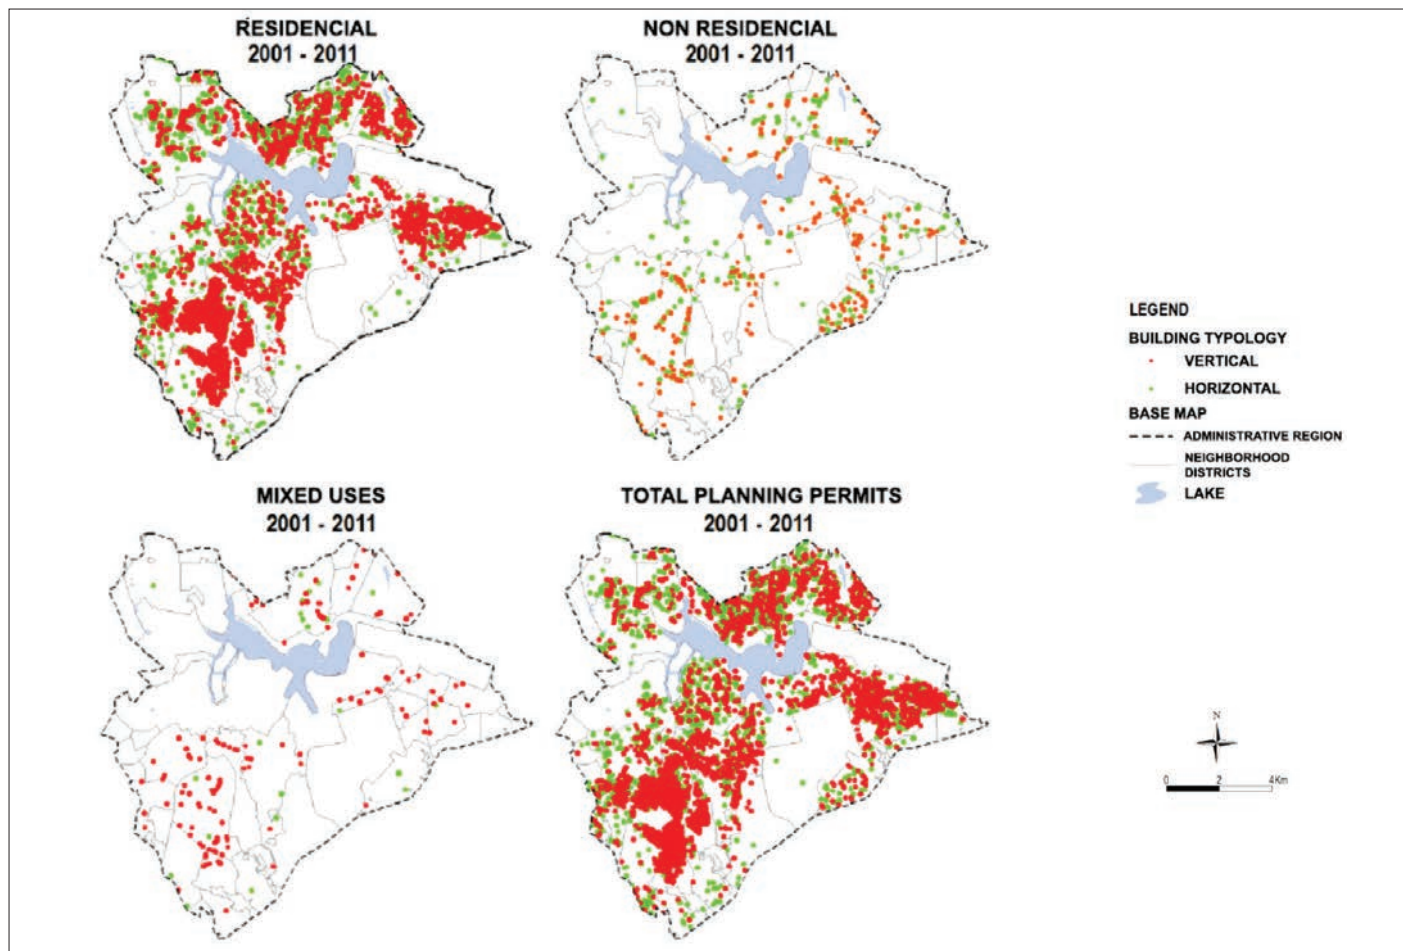 RESIDENCIAL
2001 - 2011
NON RESIDENCIAL
2001 - 2011
MIXED USES
2001 - 2011
TOTAL PLANNING PERMITS
2001 - 2011
LEGEND
BUILDING TYPOLOGY
VERTICAL
HORIZONTAL
BASE MAP
ADMINISTRATIVE REGION
NEIGHBORHOOD
DISTRICTS
LAKE
N
0 2 4Km